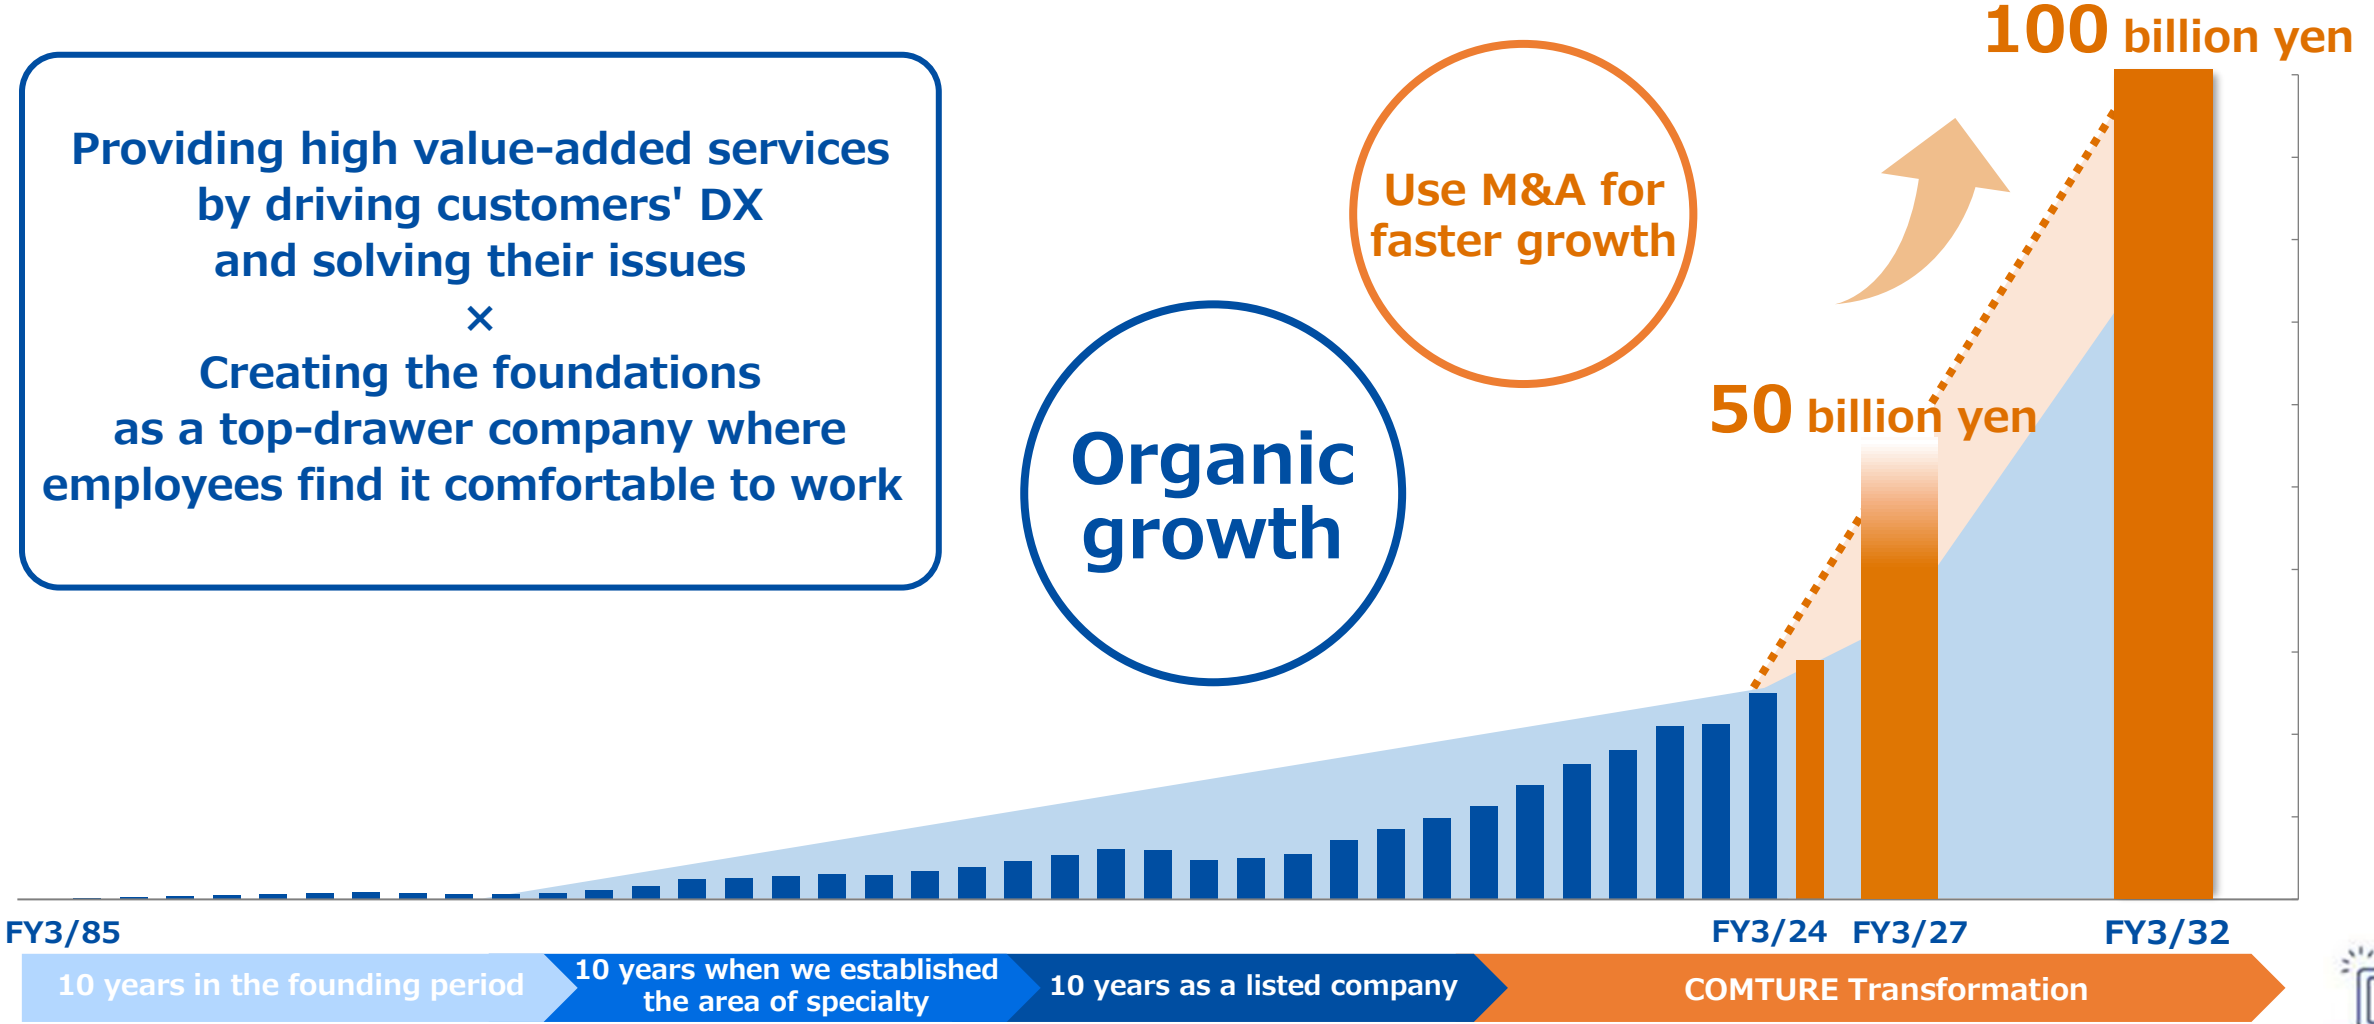 100 billion yen
Providing high value-added services
by driving customers' DX
and solving their issues
×
Creating the foundations
as a top-drawer company where
employees find it comfortable to work
Use M&A for
faster growth
Organic
growth
50 billion yen
FY3/85
FY3/24
FY3/27
FY3/32
10 years in the founding period
10 years when we established
the area of specialty
10 years as a listed company
COMTURE Transformation